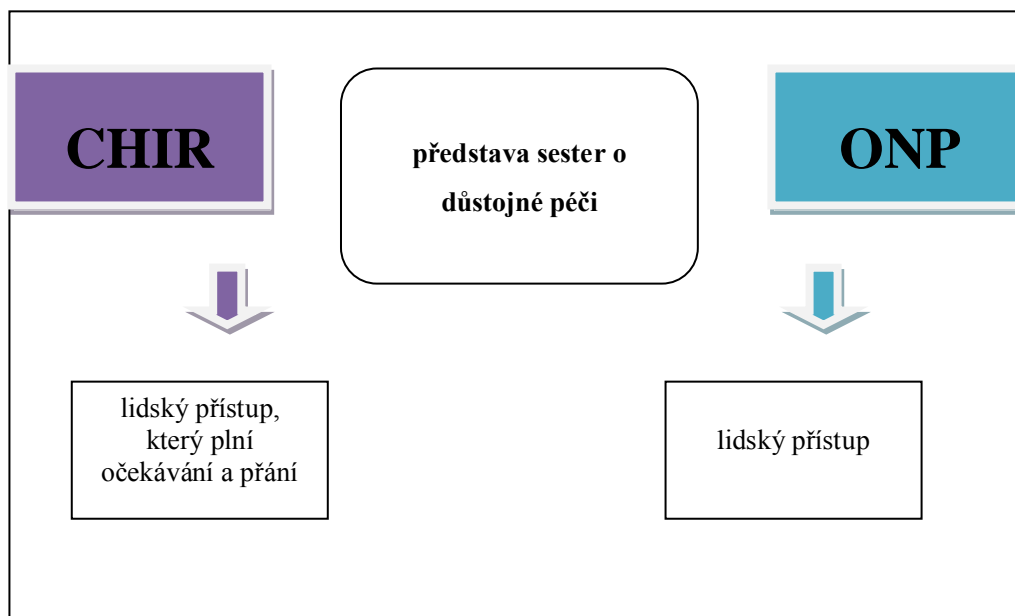 CHIR
představa sester o
důstojné péči
ONP
lidský přístup,
který plní
očekávání a přání
lidský přístup